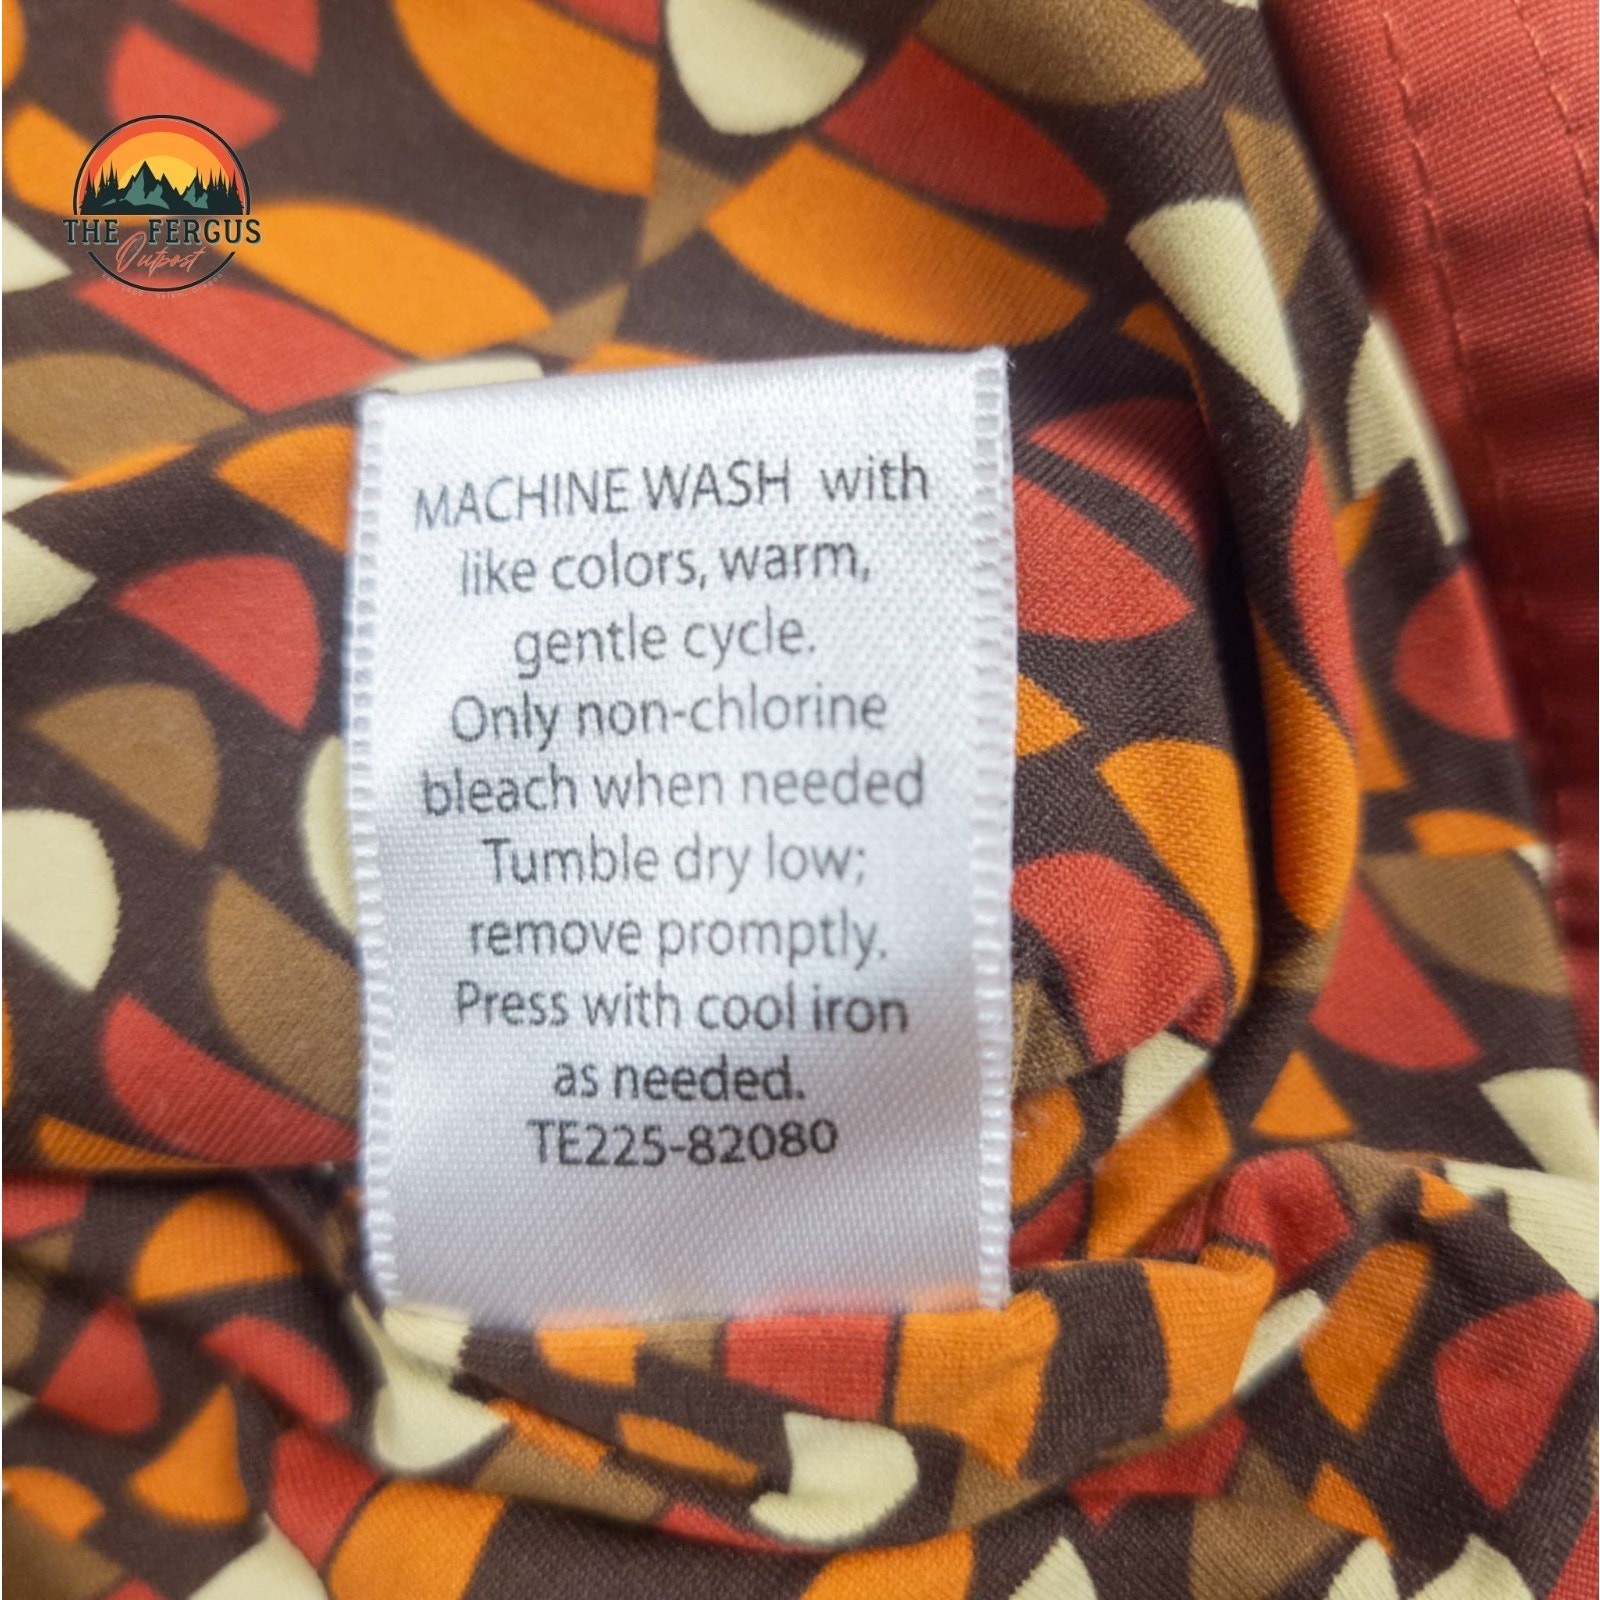 THE FERGUS
Outpost
MACHINE WASH with
like colors, warm,
gentle cycle.
Only non-chlorine
bleach when needed
Tumble dry low;
remove promptly.
Press with cool iron
as needed.
TE225-82080